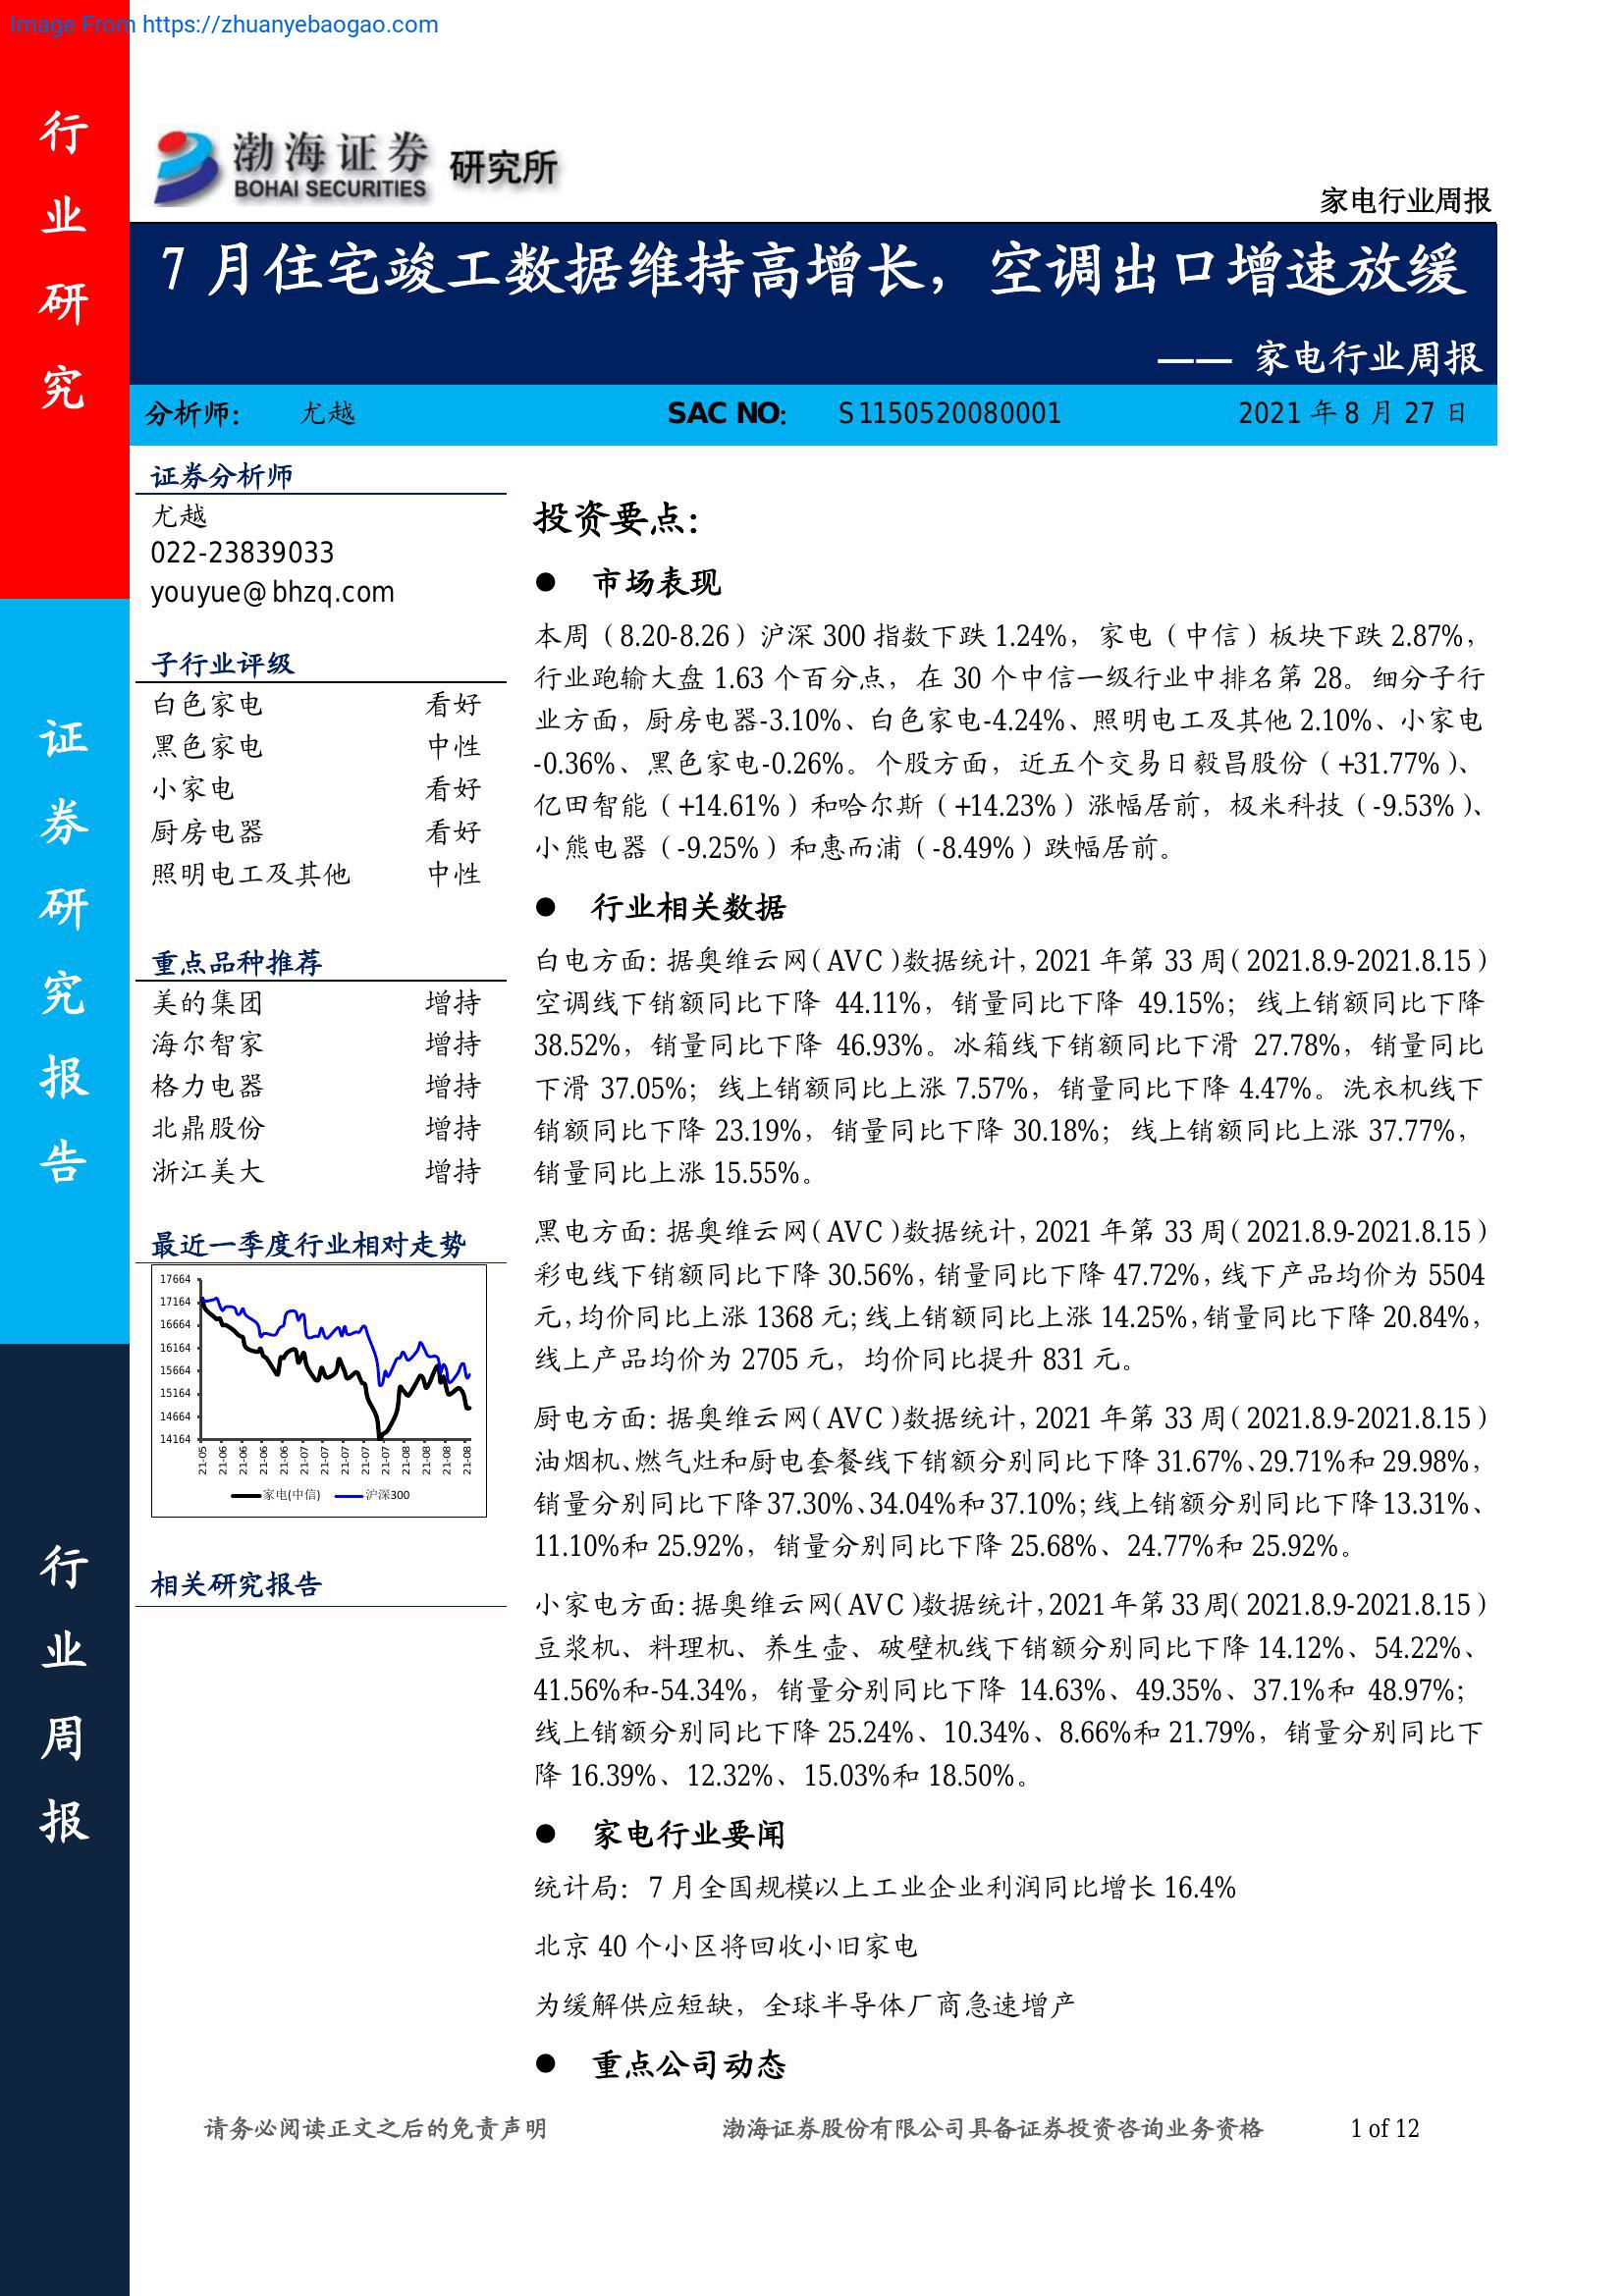 Image From https://zhuanyebaogao.com
行
业
研
究
证
券
研
究
报
告
行
业
周
报
渤海证券 研究所
BOHAI SECURITIES
家电行业周报
7 月住宅竣工数据维持高增长，空调出口增速放缓
—— 家电行业周报
分析师： 尤越 SAC NO： S1150520080001 2021 年 8 月 27 日
证券分析师
尤越
022-23839033
youyue@bhzq.com
子行业评级
白色家电 看好
黑色家电 中性
小家电 看好
厨房电器 看好
照明电工及其他 中性
重点品种推荐
美的集团 增持
海尔智家 增持
格力电器 增持
北鼎股份 增持
浙江美大 增持
最近一季度行业相对走势
17664
17164
16664
16164
15664
15164
14664
14164
21-05 21-06 21-06 21-06 21-06 21-07 21-07 21-07 21-07 21-07 21-08 21-08 21-08 21-08
家电(中信) 沪深300
相关研究报告
投资要点：
● 市场表现
本周（8.20-8.26）沪深 300 指数下跌 1.24%，家电（中信）板块下跌 2.87%，
行业跑输大盘 1.63 个百分点，在 30 个中信一级行业中排名第 28。细分子行
业方面，厨房电器-3.10%、白色家电-4.24%、照明电工及其他 2.10%、小家电
-0.36%、黑色家电-0.26%。个股方面，近五个交易日毅昌股份（+31.77%）、
亿田智能（+14.61%）和哈尔斯（+14.23%）涨幅居前，极米科技（-9.53%）、
小熊电器（-9.25%）和惠而浦（-8.49%）跌幅居前。
● 行业相关数据
白电方面：据奥维云网（AVC）数据统计，2021 年第 33 周（2021.8.9-2021.8.15）
空调线下销额同比下降 44.11%，销量同比下降 49.15%；线上销额同比下降
38.52%，销量同比下降 46.93%。冰箱线下销额同比下滑 27.78%，销量同比
下滑 37.05%；线上销额同比上涨 7.57%，销量同比下降 4.47%。洗衣机线下
销额同比下降 23.19%，销量同比下降 30.18%；线上销额同比上涨 37.77%，
销量同比上涨 15.55%。
黑电方面：据奥维云网（AVC）数据统计，2021 年第 33 周（2021.8.9-2021.8.15）
彩电线下销额同比下降 30.56%，销量同比下降 47.72%，线下产品均价为 5504
元，均价同比上涨 1368 元；线上销额同比上涨 14.25%，销量同比下降 20.84%，
线上产品均价为 2705 元，均价同比提升 831 元。
厨电方面：据奥维云网（AVC）数据统计，2021 年第 33 周（2021.8.9-2021.8.15）
油烟机、燃气灶和厨电套餐线下销额分别同比下降 31.67%、29.71%和 29.98%，
销量分别同比下降 37.30%、34.04%和 37.10%；线上销额分别同比下降 13.31%、
11.10%和 25.92%，销量分别同比下降 25.68%、24.77%和 25.92%。
小家电方面：据奥维云网（AVC）数据统计，2021 年第 33 周（2021.8.9-2021.8.15）
豆浆机、料理机、养生壶、破壁机线下销额分别同比下降 14.12%、54.22%、
41.56%和-54.34%，销量分别同比下降 14.63%、49.35%、37.1%和 48.97%；
线上销额分别同比下降 25.24%、10.34%、8.66%和 21.79%，销量分别同比下
降 16.39%、12.32%、15.03%和 18.50%。
● 家电行业要闻
统计局：7 月全国规模以上工业企业利润同比增长 16.4%
北京 40 个小区将回收小旧家电
为缓解供应短缺，全球半导体厂商急速增产
● 重点公司动态
请务必阅读正文之后的免责声明 渤海证券股份有限公司具备证券投资咨询业务资格 1 of 12